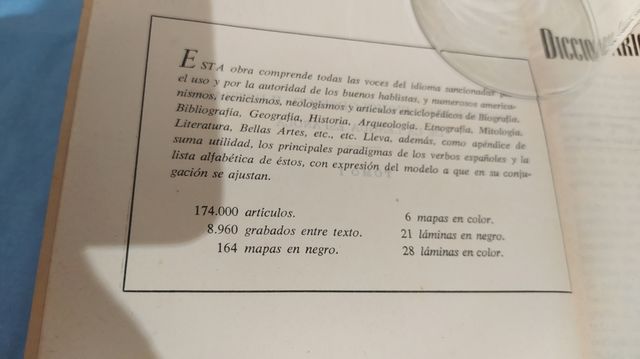 DICCIO
ESTA obra comprende todas las voces del idioma sancionadas
el uso y por la autoridad de los buenos hablistas, y numerosos america-
nismos, tecnicismos, neologismos y artículos enciclopédicos de Biografía,
Bibliografía, Geografía, Historia, Arqueología, Etnografía, Mitología,
Literatura, Bellas Artes, etc., etc. Lleva, además, como apéndice de
suma utilidad, los principales paradigmas de los verbos españoles y la
lista alfabética de éstos, con expresión del modelo a que en su conju-
gación se ajustan.
174.000 artículos.
8.960 grabados entre texto.
164 mapas en negro.
6 mapas en color.
21 láminas en negro.
28 láminas en color.